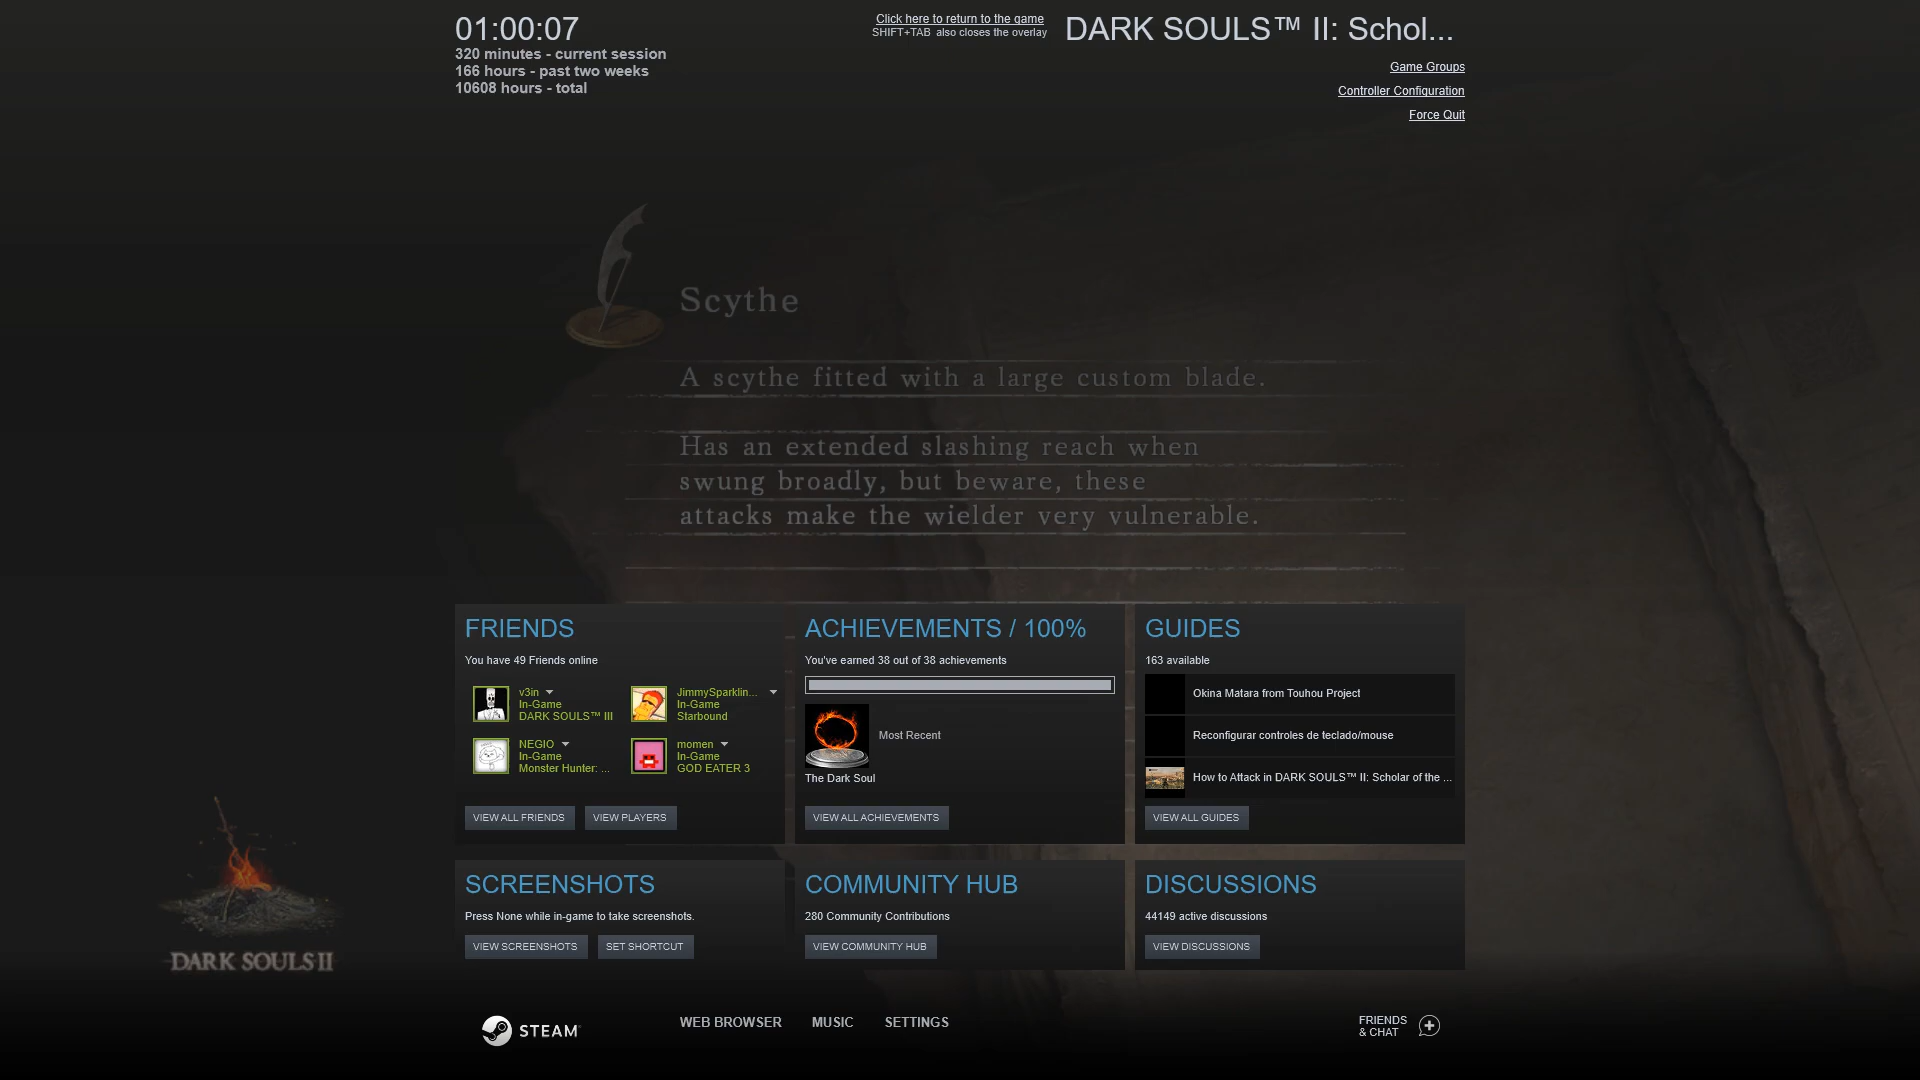 01:00:07
320 minutes - current session
166 hours - past two weeks
10608 hours - total
Click here to return to the game
SHIFT+TAB also closes the overlay
DARK SOULS™ II: Schol...
Game Groups
Controller Configuration
Force Quit
Scythe
A scythe fitted with a large custom blade.
Has an extended slashing reach when
swung broadly, but beware, these
attacks make the wielder very vulnerable.
FRIENDS
You have 49 Friends online
v3in
In-Game
DARK SOULS™ III
JimmySparklin...
In-Game
Starbound
NEGIO
In-Game
Monster Hunter: ...
momen
In-Game
GOD EATER 3
VIEW ALL FRIENDS
VIEW PLAYERS
ACHIEVEMENTS / 100%
You've earned 38 out of 38 achievements
Most Recent
The Dark Soul
VIEW ALL ACHIEVEMENTS
GUIDES
163 available
Okina Matara from Touhou Project
Reconfigurar controles de teclado/mouse
How to Attack in DARK SOULS™ II: Scholar of the ...
VIEW ALL GUIDES
SCREENSHOTS
Press None while in-game to take screenshots.
VIEW SCREENSHOTS
SET SHORTCUT
COMMUNITY HUB
280 Community Contributions
VIEW COMMUNITY HUB
DISCUSSIONS
44149 active discussions
VIEW DISCUSSIONS
DARK SOULS II
STEAM
WEB BROWSER
MUSIC
SETTINGS
FRIENDS
& CHAT